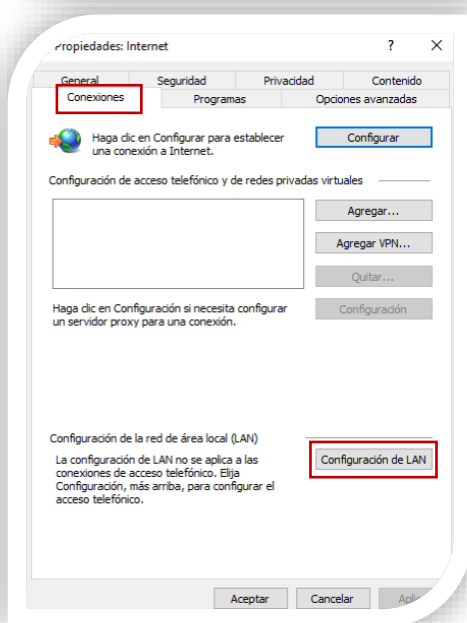 Propiedades: Internet
General Seguridad Privacidad Contenido
Conexiones Programas Opciones avanzadas
Haga clic en Configurar para establecer
una conexión a Internet.
Configurar
Configuración de acceso telefónico y de redes privadas virtuales
Agregar...
Agregar VPN...
Quitar...
Haga clic en Configuración si necesita configurar
un servidor proxy para una conexión.
Configuración
Configuración de la red de área local (LAN)
La configuración de LAN no se aplica a las
conexiones de acceso telefónico. Elija
Configuración, más arriba, para configurar el
acceso telefónico.
Configuración de LAN
Aceptar Cancelar